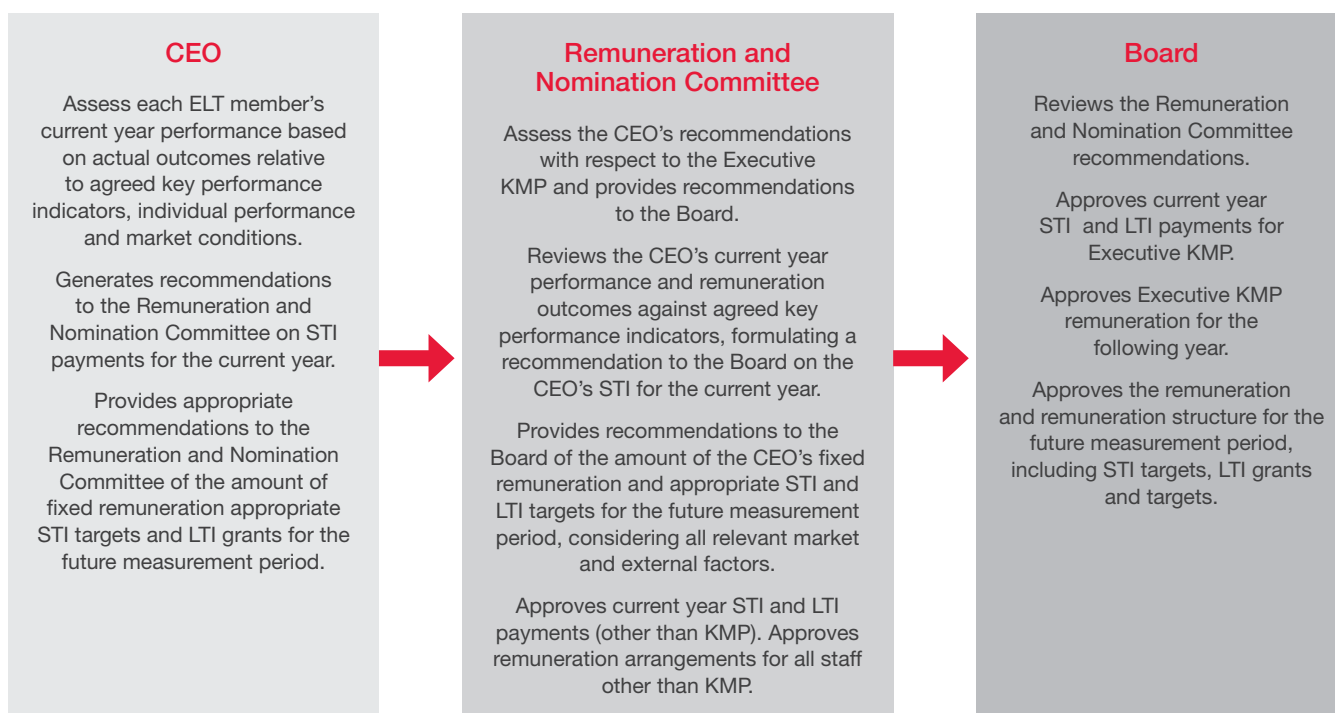 CEO
Assess each ELT member’s
current year performance based
on actual outcomes relative
to agreed key performance
indicators, individual performance
and market conditions.
Generates recommendations
to the Remuneration and
Nomination Committee on STI
payments for the current year.
Provides appropriate
recommendations to the
Remuneration and Nomination
Committee of the amount of
fixed remuneration appropriate
STI targets and LTI grants for the
future measurement period.
Remuneration and
Nomination Committee
Assess the CEO’s recommendations
with respect to the Executive
KMP and provides recommendations
to the Board.
Reviews the CEO’s current year
performance and remuneration
outcomes against agreed key
performance indicators, formulating a
recommendation to the Board on the
CEO’s STI for the current year.
Provides recommendations to the
Board of the amount of the CEO’s fixed
remuneration and appropriate STI and
LTI targets for the future measurement
period, considering all relevant market
and external factors.
Approves current year STI and LTI
payments (other than KMP). Approves
remuneration arrangements for all staff
other than KMP.
Board
Reviews the Remuneration
and Nomination Committee
recommendations.
Approves current year
STI and LTI payments for
Executive KMP.
Approves Executive KMP
remuneration for the
following year.
Approves the remuneration
and remuneration structure for the
future measurement period,
including STI targets, LTI grants
and targets.